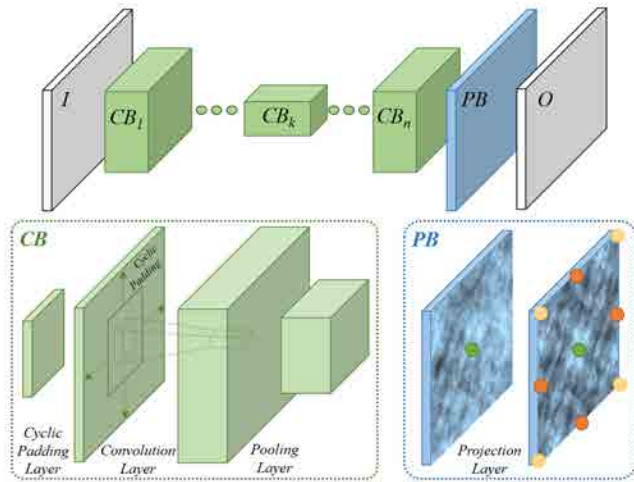 I
CB1
CBk
CBn
PB
O
CB
Cyclic
Padding
Cyclic
Padding
Layer
Convolution
Layer
Pooling
Layer
PB
Projection
Layer